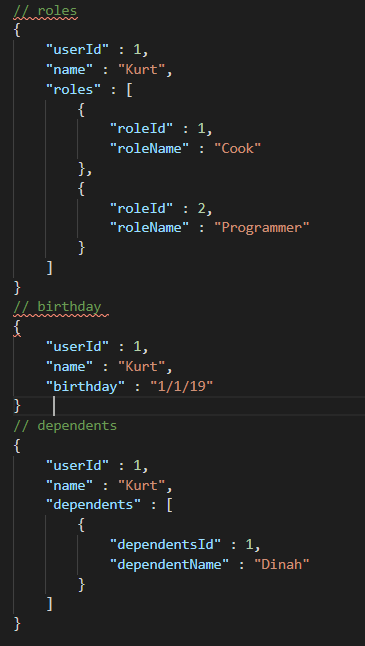 // roles
{
    "userId" : 1,
    "name" : "Kurt",
    "roles" : [
        {
            "roleId" : 1,
            "roleName" : "Cook"
        },
        {
            "roleId" : 2,
            "roleName" : "Programmer"
        }
    ]
}
// birthday
{
    "userId" : 1,
    "name" : "Kurt",
    "birthday" : "1/1/19"
}
// dependents
{
    "userId" : 1,
    "name" : "Kurt",
    "dependents" : [
        {
            "dependentsId" : 1,
            "dependentName" : "Dinah"
        }
    ]
}